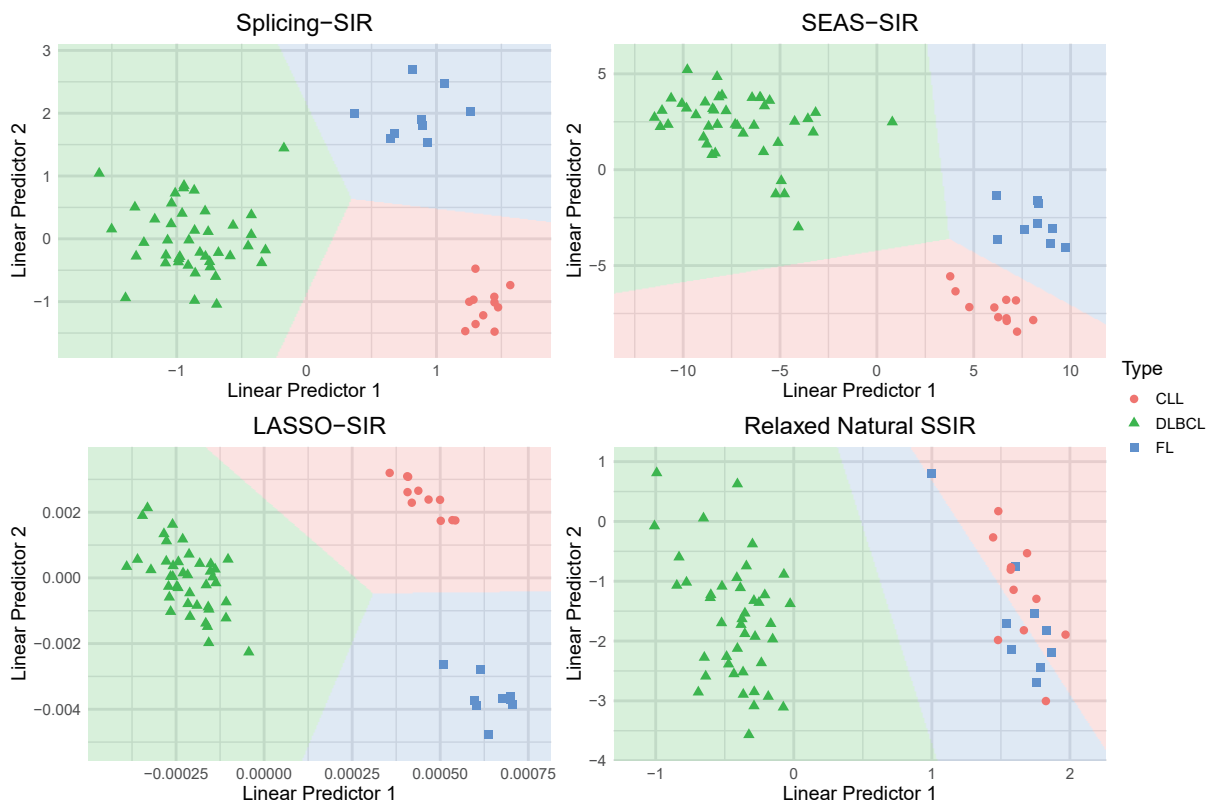 Splicing−SIR
3
2
1
0
−1
Linear Predictor 2
−1
0
1
Linear Predictor 1
SEAS−SIR
5
0
−5
Linear Predictor 2
−10
−5
0
5
10
Linear Predictor 1
LASSO−SIR
0.002
0.000
−0.002
−0.004
Linear Predictor 2
−0.00025
0.00000
0.00025
0.00050
0.00075
Linear Predictor 1
Relaxed Natural SSIR
1
0
−1
−2
−3
−4
Linear Predictor 2
−1
0
1
2
Linear Predictor 1
Type
CLL
DLBCL
FL